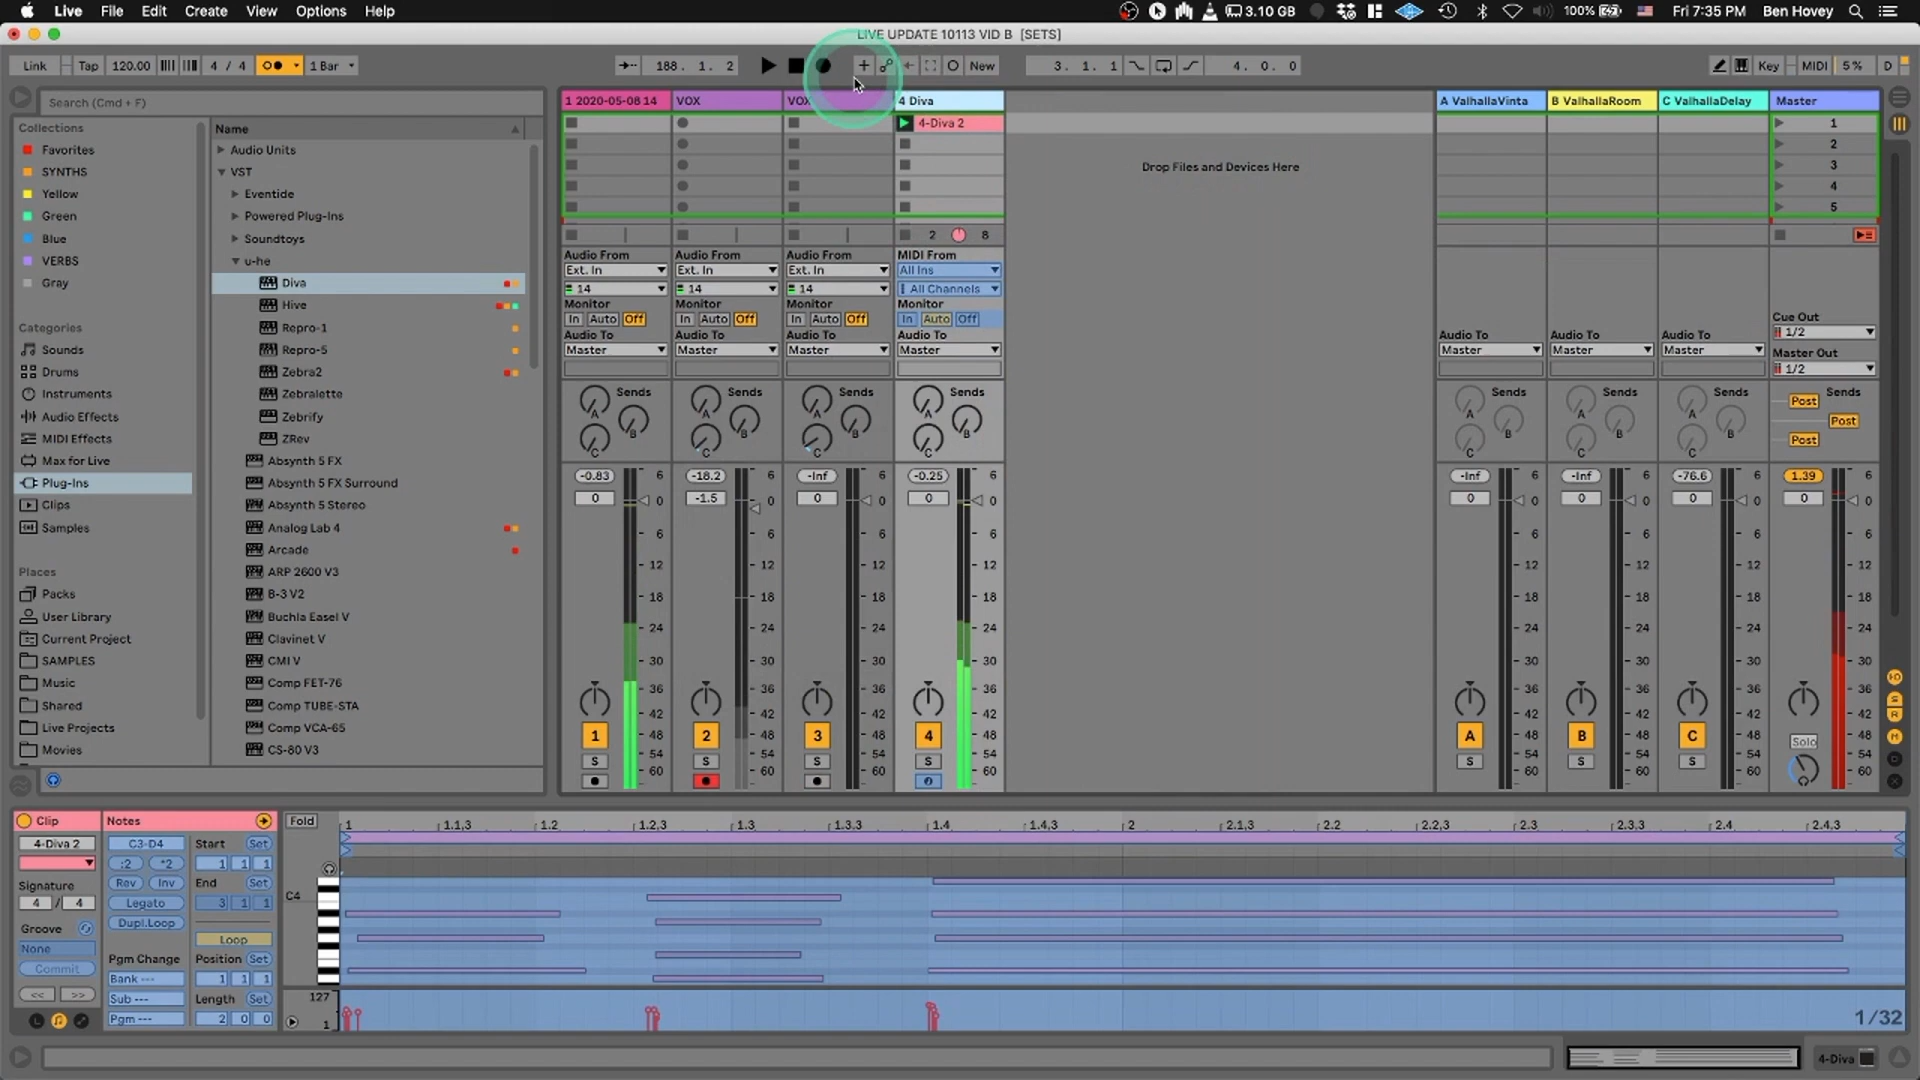 Live File Edit Create View Options Help 3.10 GB 100% Fri 7:35 PM Ben Hovey
LIVE UPDATE 10113 VID B [SETS]
Link Tap 120.00 4 / 4 1 Bar 188. 1. 2 New 3. 1. 1 4. 0. 0 Key MIDI 5% D
Search (Cmd + F)
Collections
Favorites
SYNTHS
Yellow
Green
Blue
VERBS
Gray
Categories
Sounds
Drums
Instruments
Audio Effects
MIDI Effects
Max for Live
Plug-Ins
Clips
Samples
Places
Packs
User Library
Current Project
SAMPLES
Music
Shared
Live Projects
Movies
Name
Audio Units
VST
Eventide
Powered Plug-Ins
Soundtoys
u-he
Diva
Hive
Repro-1
Repro-5
Zebra2
Zebralette
Zebrify
ZRev
Absynth 5 FX
Absynth 5 FX Surround
Absynth 5 Stereo
Analog Lab 4
Arcade
ARP 2600 V3
B-3 V2
Buchla Easel V
Clavinet V
CMI V
Comp FET-76
Comp TUBE-STA
Comp VCA-65
CS-80 V3
1 2020-05-08 14 VOX VOX 4 Diva A ValhallaVinta B ValhallaRoom C ValhallaDelay Master
4-Diva 2 1
2
Drop Files and Devices Here 3
4
5
2 8
Audio From Audio From Audio From MIDI From
Ext. In Ext. In Ext. In All Ins
14 14 14 All Channels
Monitor Monitor Monitor Monitor
In Auto Off In Auto Off In Auto Off In Auto Off Cue Out
1/2
Audio To Audio To Audio To Audio To Audio To Audio To Audio To
Master Master Master Master Master Master Master Master Out
1/2
Sends Sends Sends Sends Sends Sends Sends Sends
A B C A B C A B C A B C A B C A B C A B C Post Post Post
-0.83 6 -18.2 6 -Inf 6 -0.25 6 -Inf 6 -Inf 6 -76.6 6 1.39 6
0 0 -1.5 0 0 0 0 0 0 0 0 0 0 0 0 0
6 6 6 6 6 6 6 6
12 12 12 12 12 12 12 12
18 18 18 18 18 18 18 18
24 24 24 24 24 24 24 24
30 30 30 30 30 30 30 30
36 36 36 36 36 36 36 36
42 42 42 42 42 42 42 42
1 48 2 48 3 48 4 48 A 48 B 48 C 48 Solo 48
S 54 S 54 S 54 S 54 S 54 S 54 S 54 54
60 60 60 60 60 60 60 60
Clip
4-Diva 2
Signature
4 / 4
Groove
None
Commit
<< >>
Notes
C3-D4
:2 *2
Rev Inv
Legato
Dupl.Loop
Pgm Change
Bank ---
Sub ---
Pgm ---
Start Set
1 1 1
End Set
3 1 1
Loop
Position Set
1 1 1
Length Set
2 0 0
Fold 1 1.1.3 1.2 1.2.3 1.3 1.3.3 1.4 1.4.3 2 2.1.3 2.2 2.2.3 2.3 2.3.3 2.4 2.4.3
C4
127
1
1/32
4-Diva